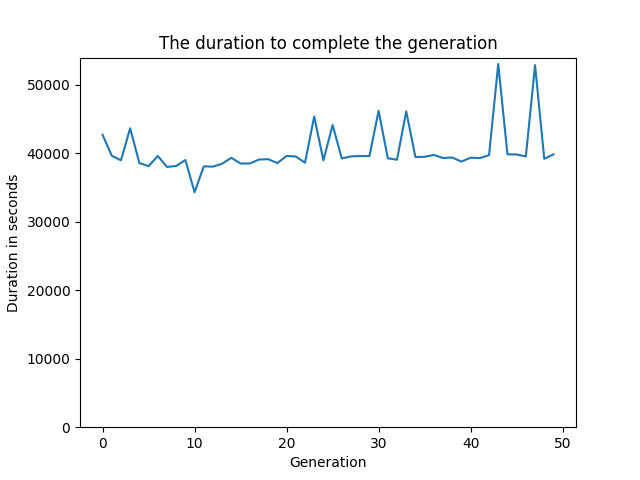 The duration to complete the generation
50000
40000
30000
20000
10000
0
Duration in seconds
0 10 20 30 40 50
Generation